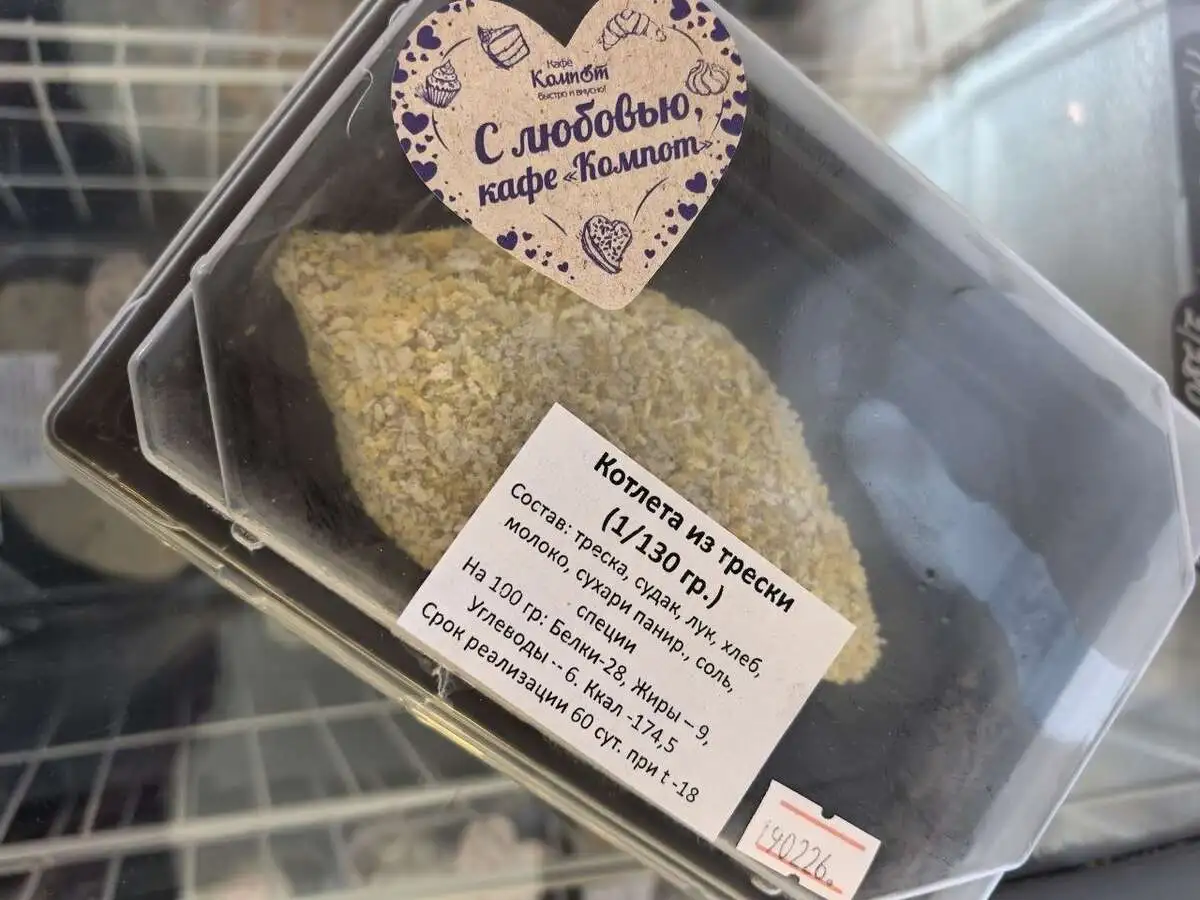 Кафе
Компот
Быстро и вкусно!
С любовью,
кафе «Компот»
Котлета из трески
(1/130 гр.)
Состав: треска, судак, лук, хлеб,
молоко, сухари панир., соль,
специи
На 100 гр: Белки-28, Жиры – 9,
Углеводы -- 6, Ккал -174,5
Срок реализации 60 сут. при t -18
140226.